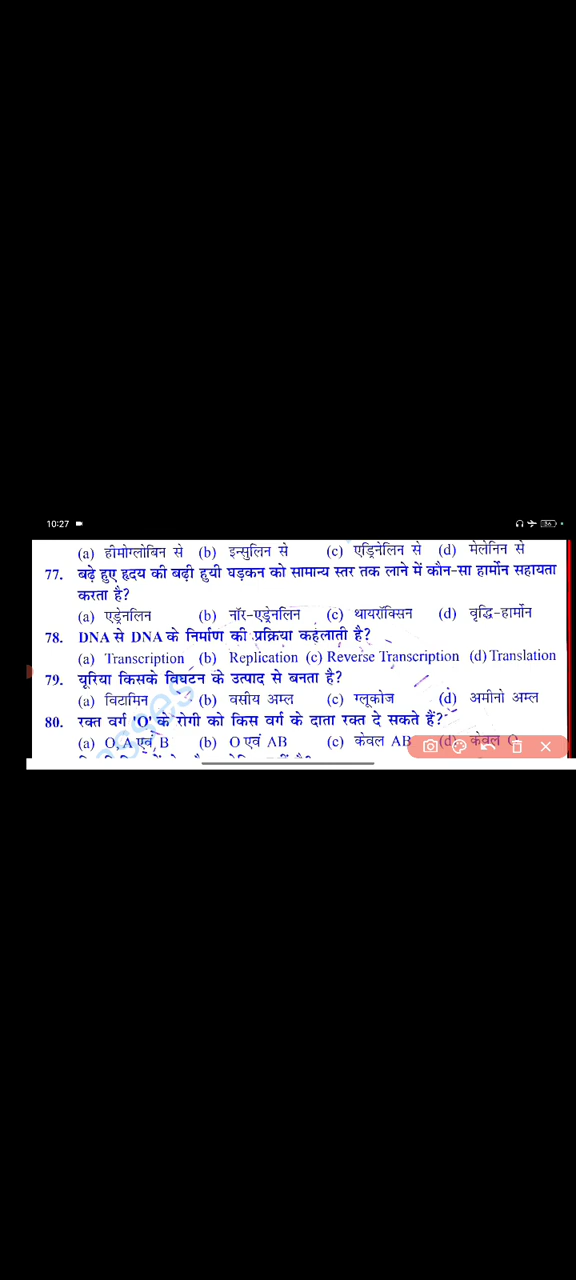 10:27
(a) हीमोग्लोबिन से (b) इन्सुलिन से (c) एड्रिनेलिन से (d) मेलेनिन से
77. बढ़े हुए हृदय की बढ़ी हुयी घड़कन को सामान्य स्तर तक लाने में कौन-सा हार्मोन सहायता
करता है?
(a) एड्रेनलिन (b) नॉर-एड्रेनलिन (c) थायरॉक्सिन (d) वृद्धि-हार्मोन
78. DNA से DNA के निर्माण की प्रक्रिया कहलाती है?
(a) Transcription (b) Replication (c) Reverse Transcription (d) Translation
79. यूरिया किसके विघटन के उत्पाद से बनता है?
(a) विटामिन (b) वसीय अम्ल (c) ग्लूकोज (d) अमीनो अम्ल
80. रक्त वर्ग 'O' के रोगी को किस वर्ग के दाता रक्त दे सकते हैं?
(a) O, A एवं B (b) O एवं AB (c) केवल AB (d) केवल O